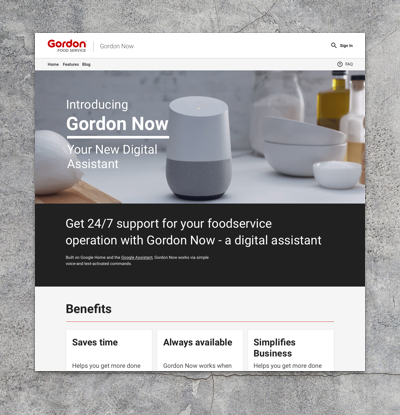 Gordon
FOOD SERVICE
Gordon Now
Sign In
Home Features Blog
FAQ
Introducing
Gordon Now
Your New Digital
Assistant
Get 24/7 support for your foodservice
operation with Gordon Now - a digital assistant
Built on Google Home and the Google Assistant, Gordon Now works via simple
voice-and text-activated commands.
Benefits
Saves time
Always available
Simplifies
Business
Helps you get more done
Gordon Now works when
Helps you get more done